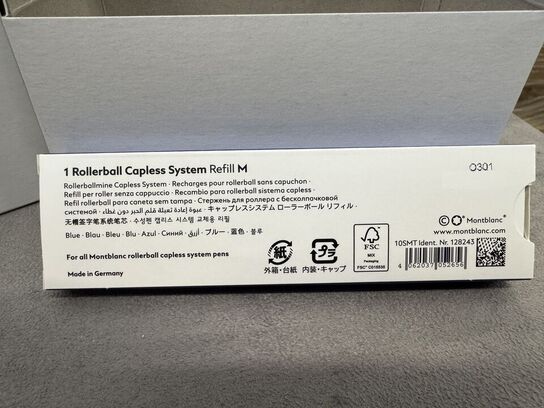 1 Rollerball Capless System Refill M
0301
Rollerballmine Capless System · Recharges pour rollerball sans capuchon ·
Refill per roller senza cappuccio · Recambio para rollerball sistema capless ·
Refil rollerball para caneta sem tampa · Стержень для роллера с бесколпачковой
системой · عبوة إعادة تعبئة قلم الحبر دون غطاء · キャップレスシステム ローラーボール リフィル ·
无帽签字笔系统笔芯 · 수성펜 캡리스 시스템 교체용 리필
Blue · Blau · Bleu · Blu · Azul · Синий · أزرق · ブルー · 蓝色 · 블루
For all Montblanc rollerball capless system pens
Made in Germany
紙
外箱・台紙
プラ
内装・キャップ
FSC
MIX
Packaging
FSC® C015536
© Montblanc®
www.montblanc.com
10SMT Ident. Nr. 128243
4 062037 052656